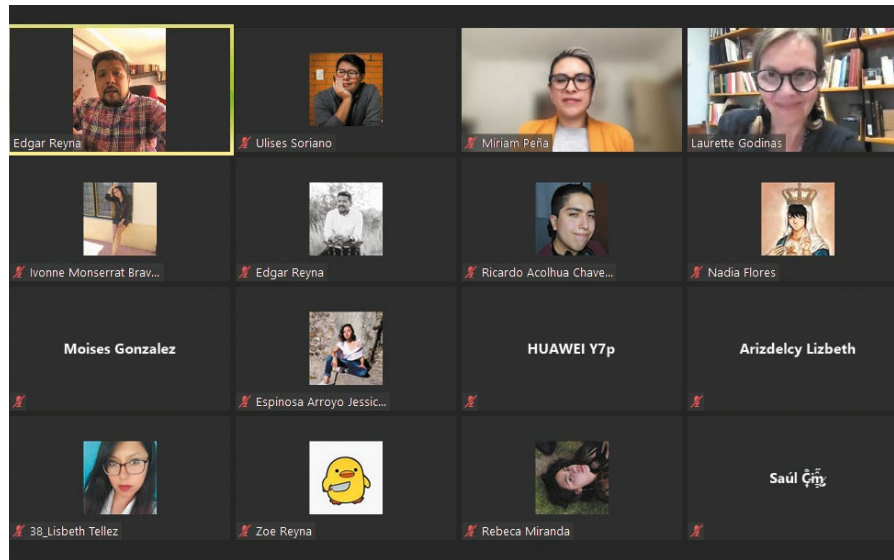 Edgar Reyna
Ulises Soriano
Miriam Peña
Laurette Godinas
Ivonne Monserrat Brav...
Edgar Reyna
Ricardo Acolhua Chave...
Nadia Flores
Moises Gonzalez
Espinosa Arroyo Jessic...
HUAWEI Y7p
Arizdelcy Lizbeth
38_Lisbeth Tellez
Zoe Reyna
Rebeca Miranda
Saúl